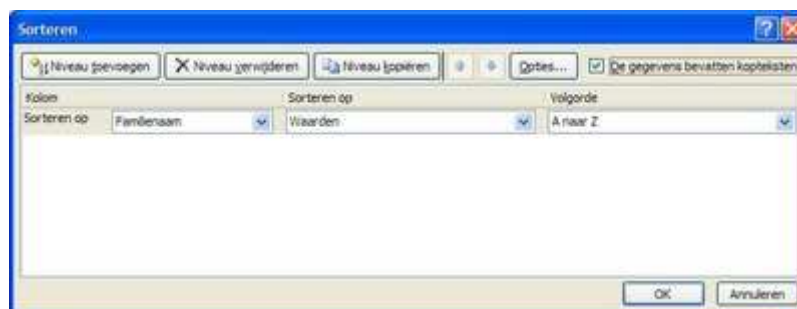 Sorteren
Niveau toevoegen Niveau verwijderen Niveau kopiëren Opties... De gegevens bevatten kopteksten
Kolom Sorteren op Volgorde
Sorteren op Familienaam Waarden A naar Z
OK Annuleren